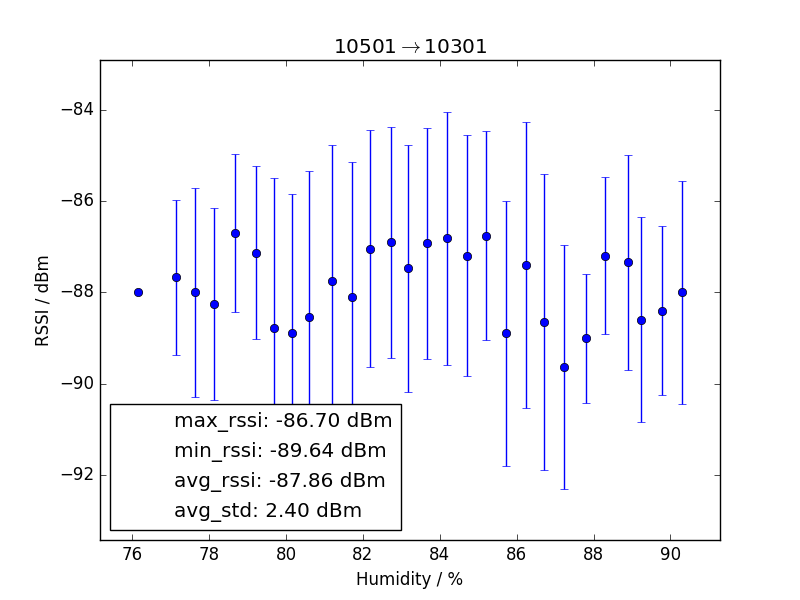 10501→10301
−84
−86
−88
−90
−92
RSSI / dBm
max_rssi: -86.70 dBm
min_rssi: -89.64 dBm
avg_rssi: -87.86 dBm
avg_std: 2.40 dBm
76 78 80 82 84 86 88 90
Humidity / %